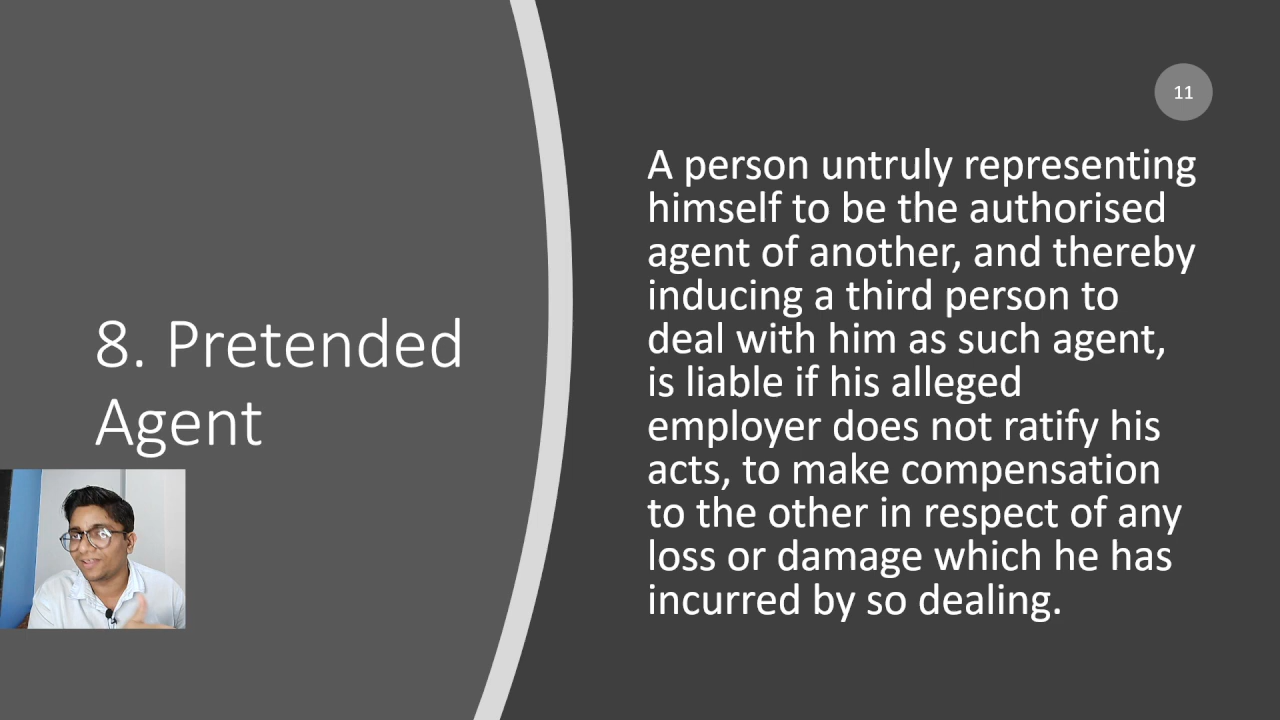 11
8. Pretended
Agent
A person untruly representing
himself to be the authorised
agent of another, and thereby
inducing a third person to
deal with him as such agent,
is liable if his alleged
employer does not ratify his
acts, to make compensation
to the other in respect of any
loss or damage which he has
incurred by so dealing.